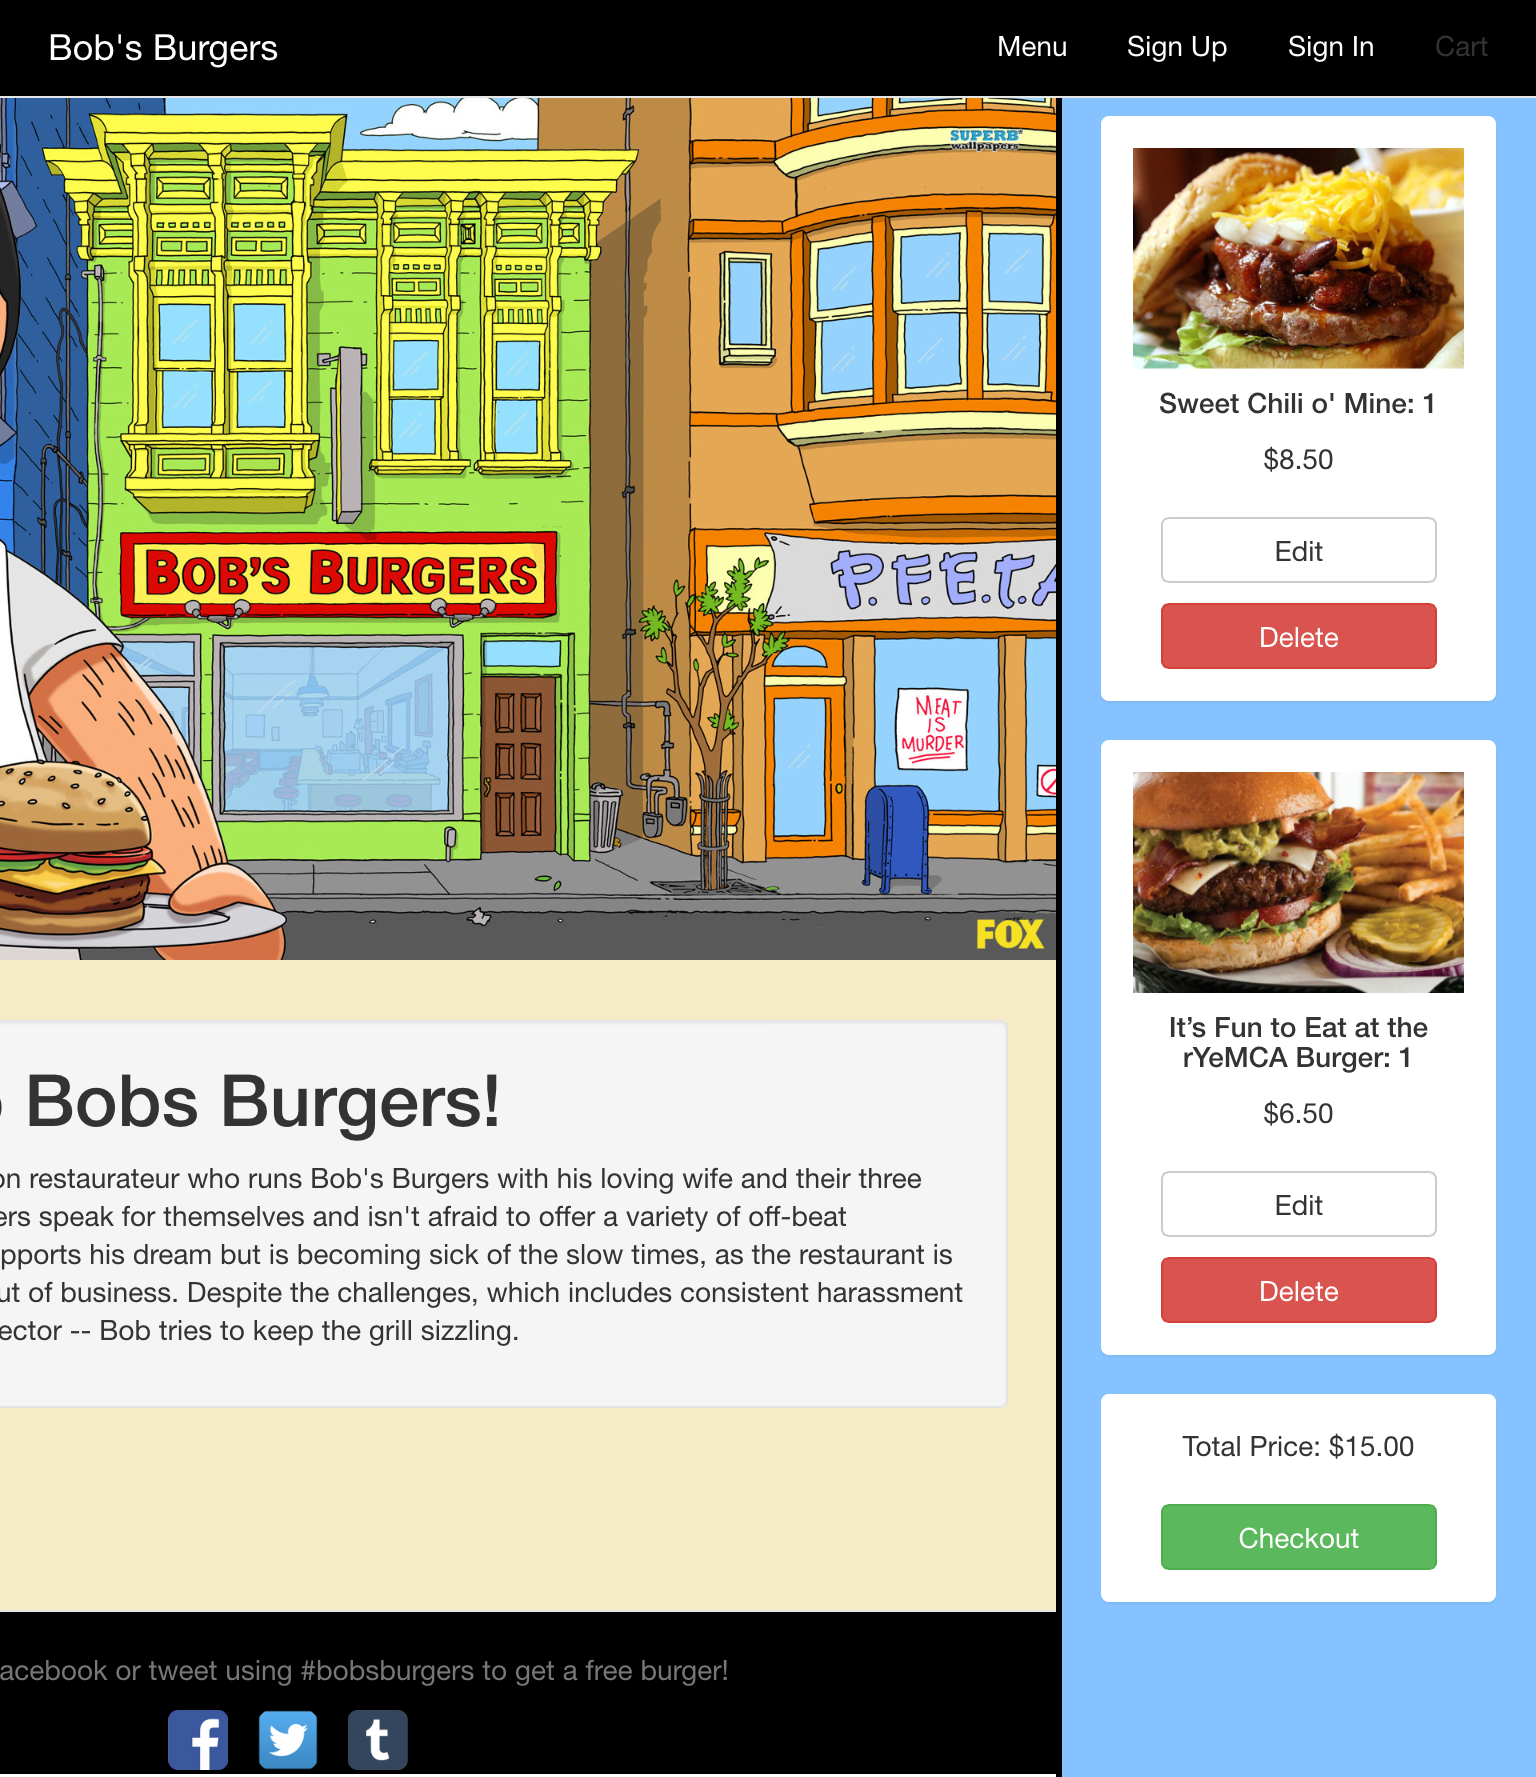 Bob's Burgers
Menu
Sign Up
Sign In
Cart
SUPERB
wallpapers
BOB'S BURGERS
P.F.E.T.A
MEAT
IS
MURDER
FOX
Bobs Burgers!
on restaurateur who runs Bob's Burgers with his loving wife and their three
ers speak for themselves and isn't afraid to offer a variety of off-beat
pports his dream but is becoming sick of the slow times, as the restaurant is
ut of business. Despite the challenges, which includes consistent harassment
ector -- Bob tries to keep the grill sizzling.
acebook or tweet using #bobsburgers to get a free burger!
f
t
Sweet Chili o' Mine: 1
$8.50
Edit
Delete
It’s Fun to Eat at the
rYeMCA Burger: 1
$6.50
Edit
Delete
Total Price: $15.00
Checkout